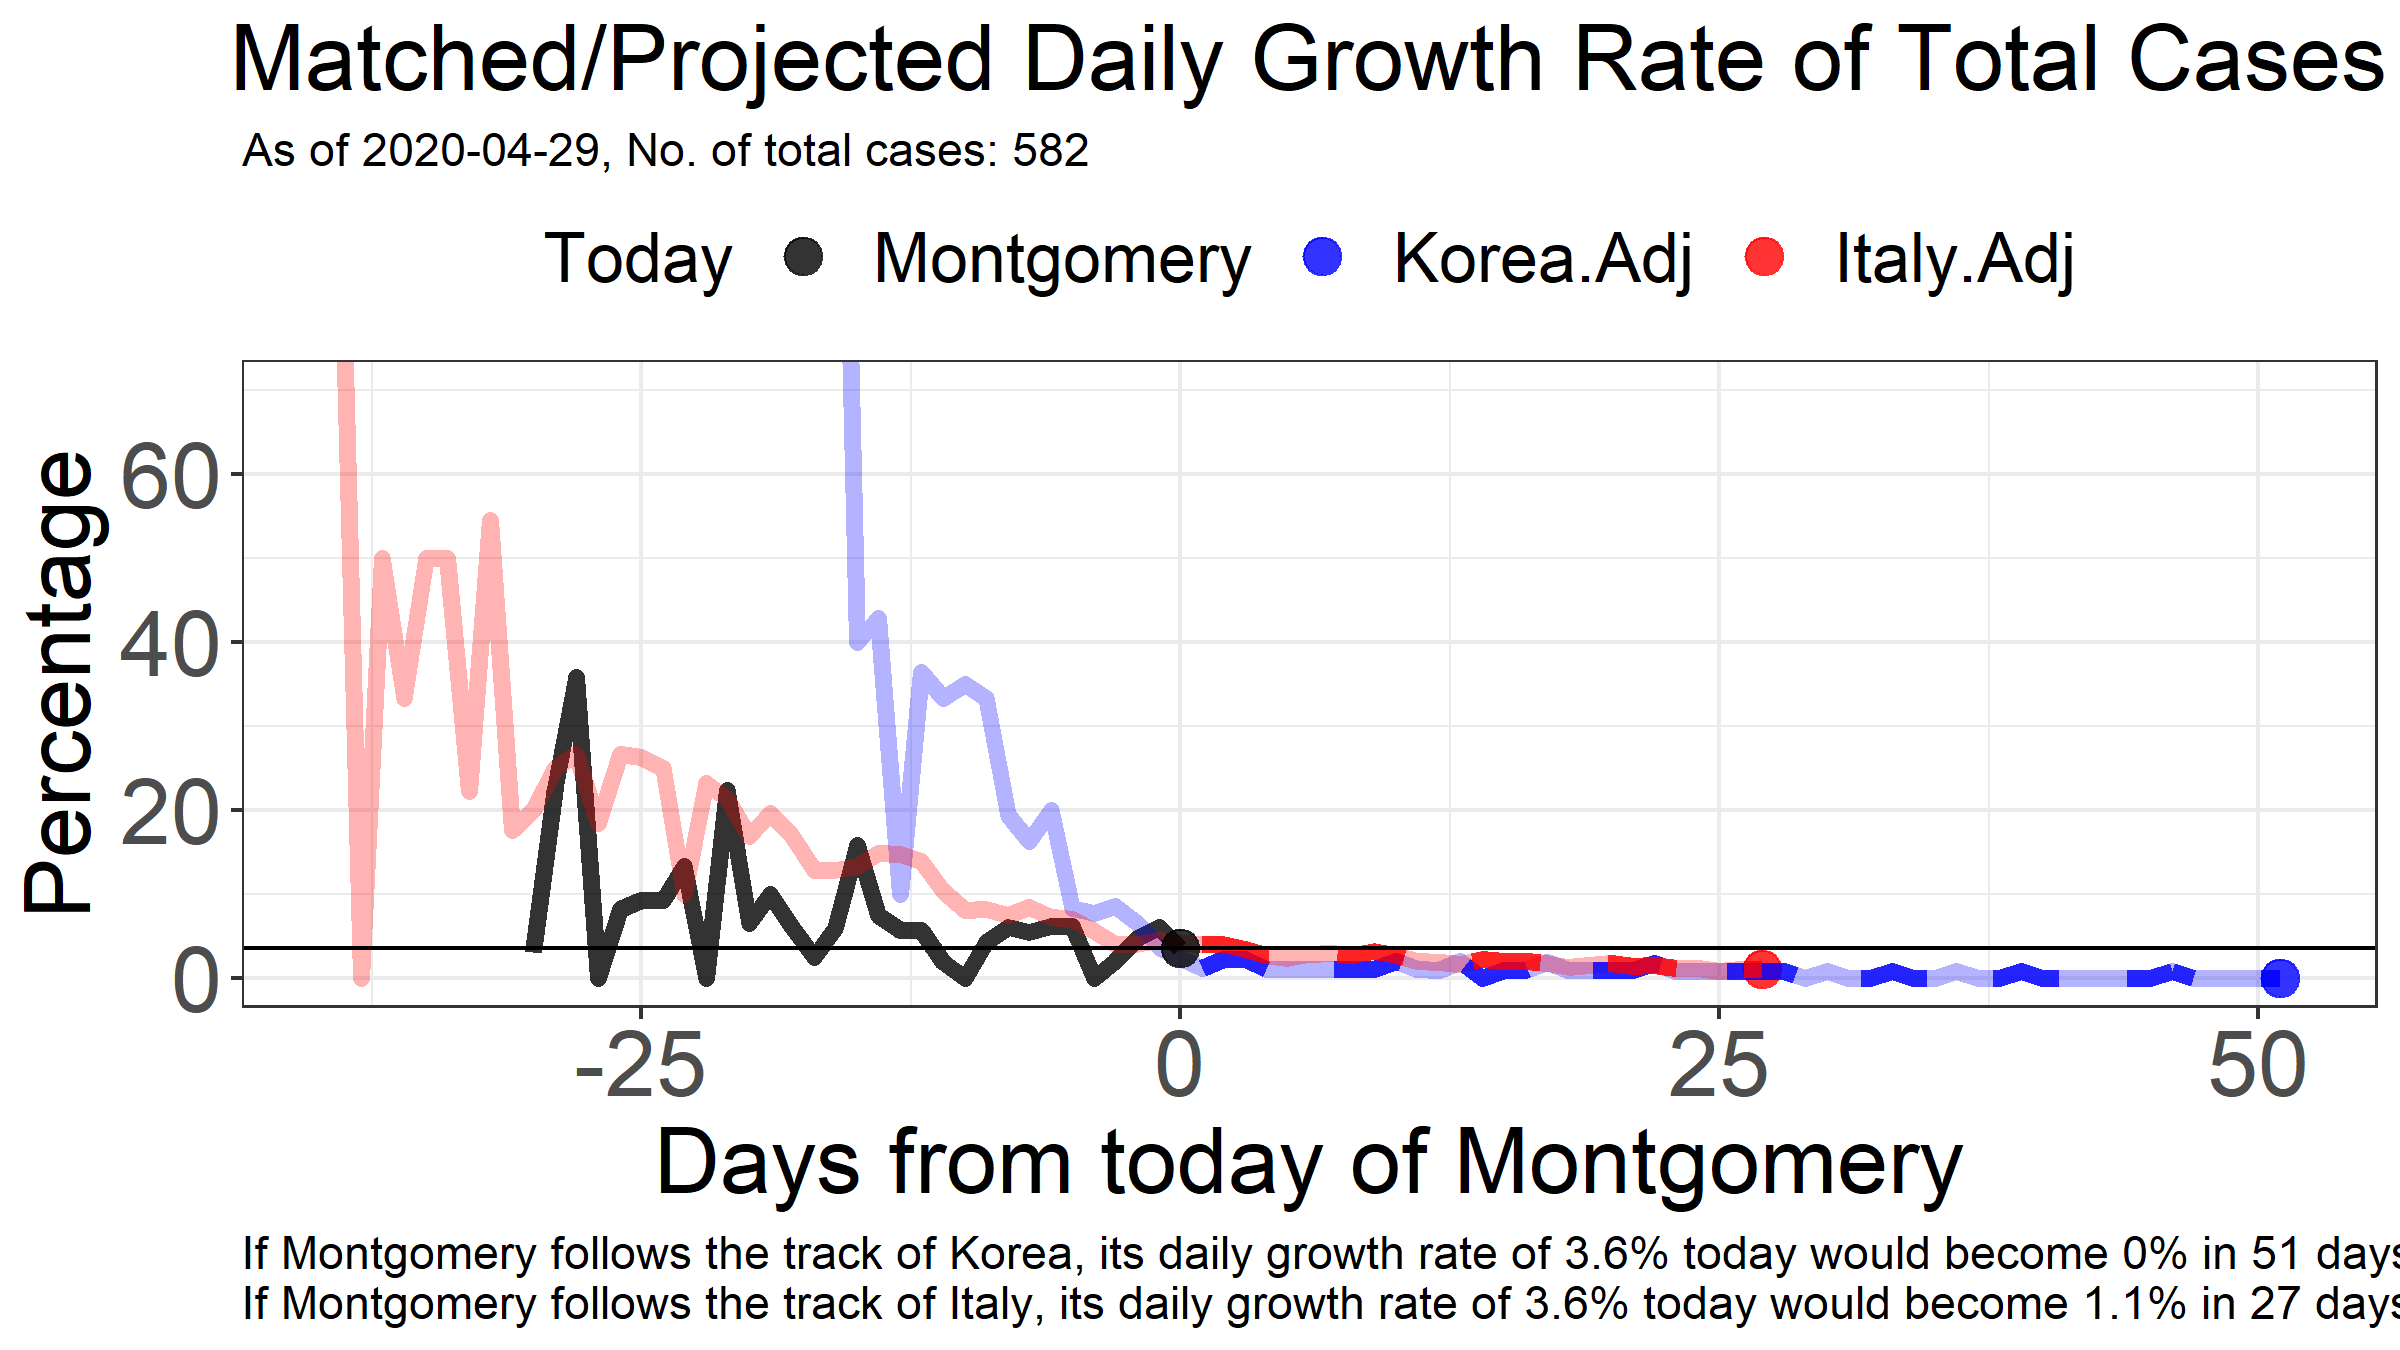 Matched/Projected Daily Growth Rate of Total Cases
As of 2020-04-29, No. of total cases: 582
Today Montgomery Korea.Adj Italy.Adj
Percentage
60
40
20
0
-25 0 25 50
Days from today of Montgomery
If Montgomery follows the track of Korea, its daily growth rate of 3.6% today would become 0% in 51 days
If Montgomery follows the track of Italy, its daily growth rate of 3.6% today would become 1.1% in 27 days